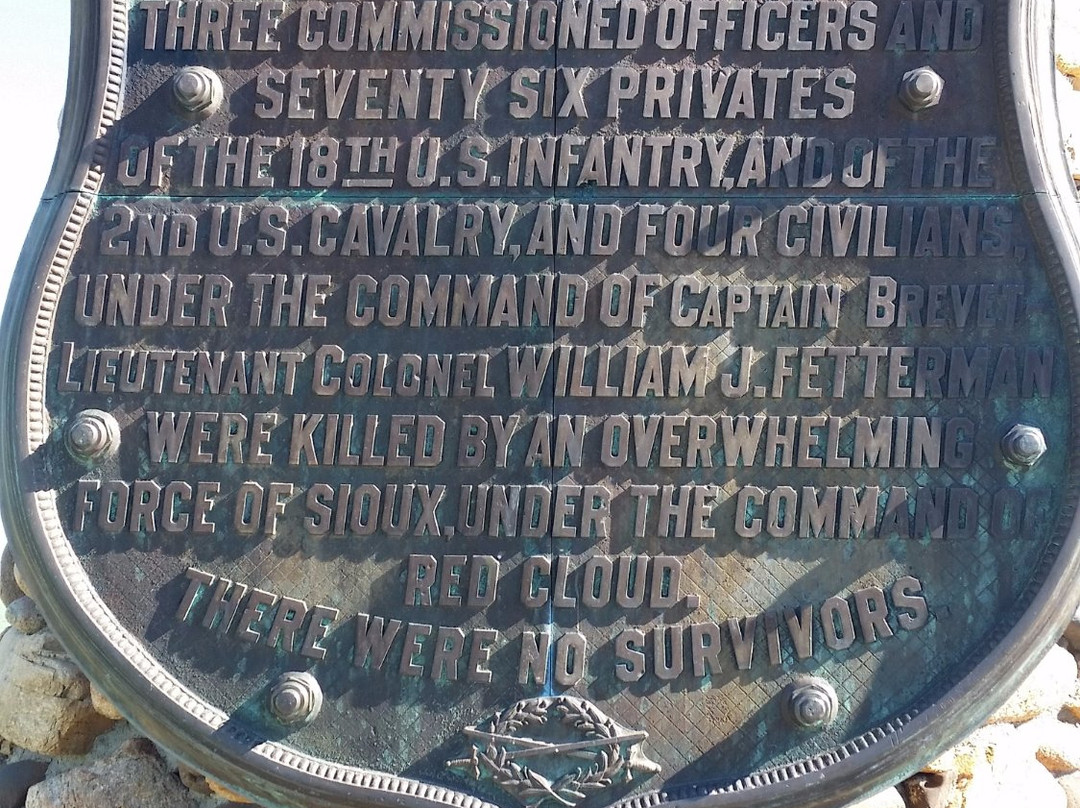 THREE COMMISSIONED OFFICERS AND
SEVENTY SIX PRIVATES
OF THE 18TH U.S. INFANTRY, AND OF THE
2ND U.S. CAVALRY, AND FOUR CIVILIANS,
UNDER THE COMMAND OF CAPTAIN BREVET
LIEUTENANT COLONEL WILLIAM J. FETTERMAN
WERE KILLED BY AN OVERWHELMING
FORCE OF SIOUX, UNDER THE COMMAND OF
RED CLOUD.
THERE WERE NO SURVIVORS.